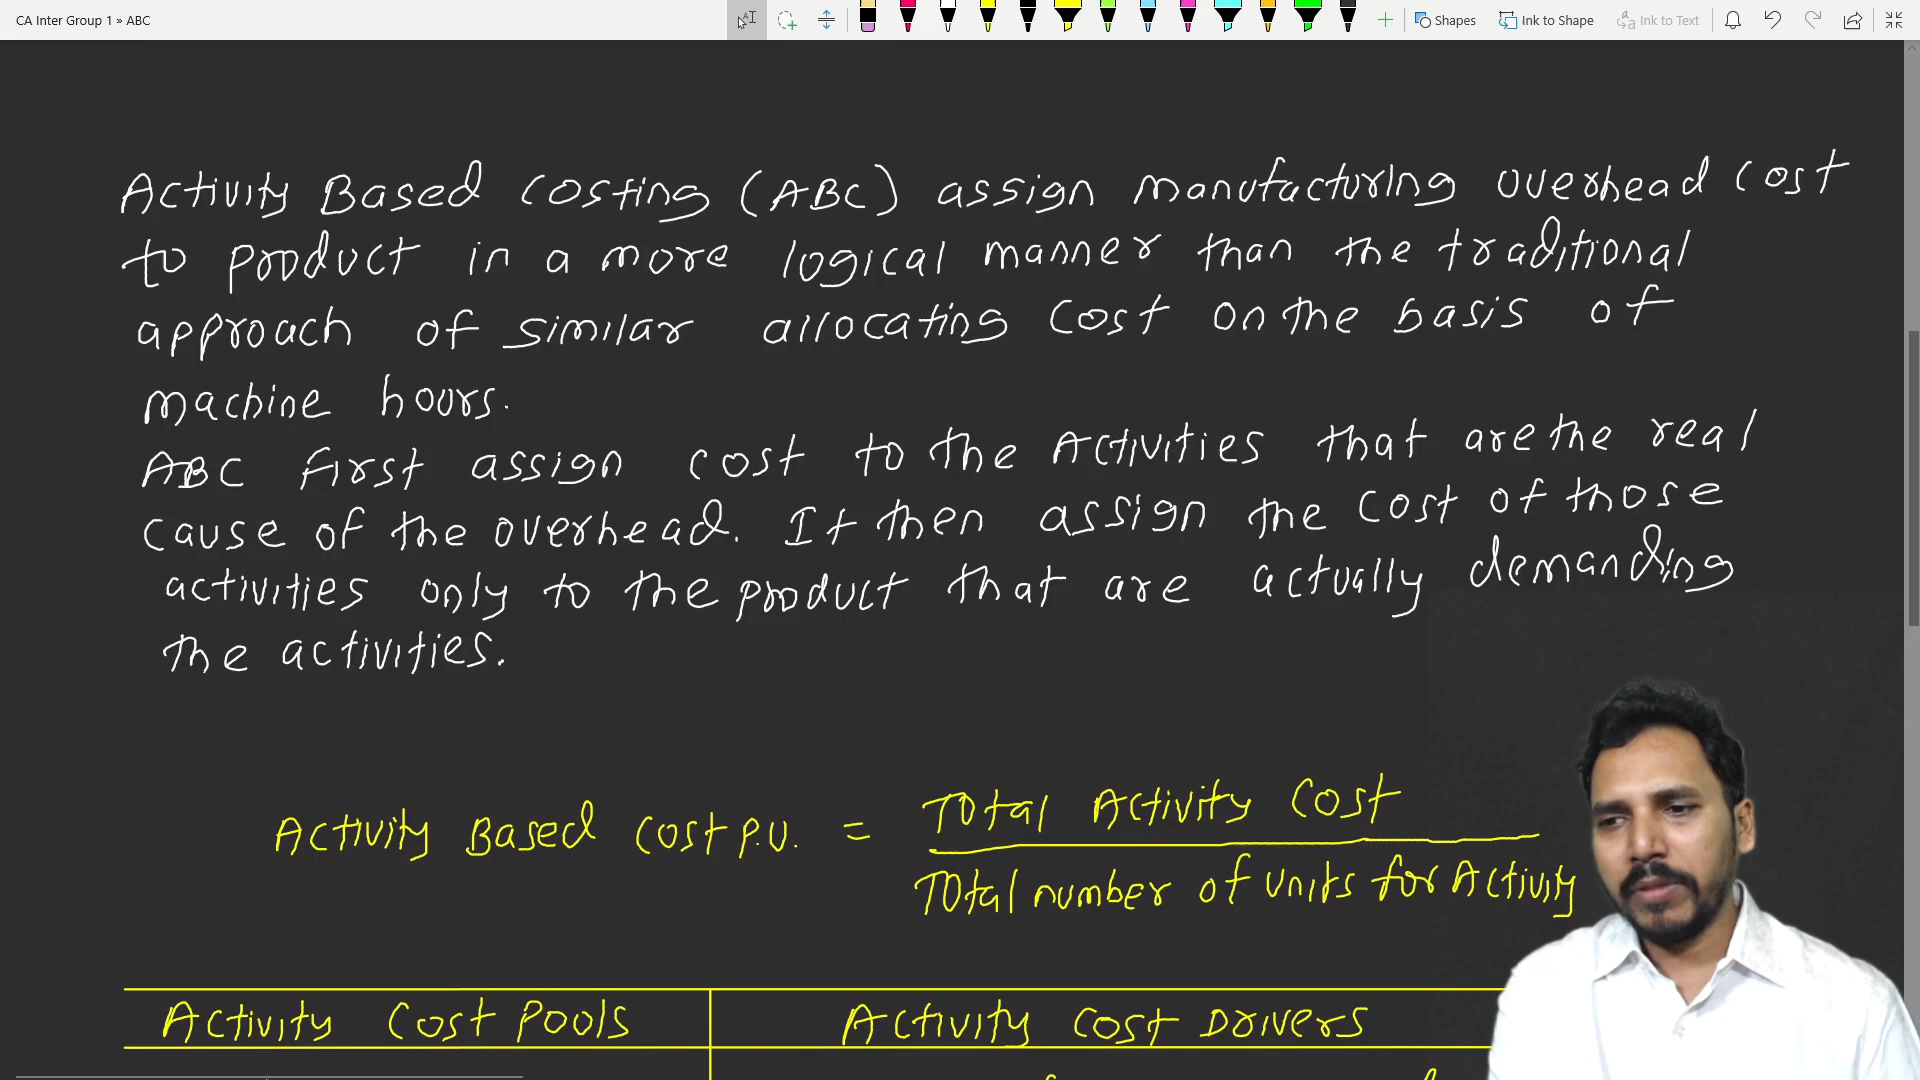 CA Inter Group 1 » ABC
Shapes
Ink to Shape
Ink to Text
Activity Based Costing (ABC) assign manufacturing overhead cost
to product in a more logical manner than the traditional
approach of similar allocating cost on the basis of
machine hours.
ABC first assign cost to the Activities that are the real
cause of the overhead. It then assign the cost of those
activities only to the product that are actually demanding
the activities.
Activity Based Cost P.U. = Total Activity Cost
Total number of units for Activity
Activity Cost Pools
Activity Cost Drivers